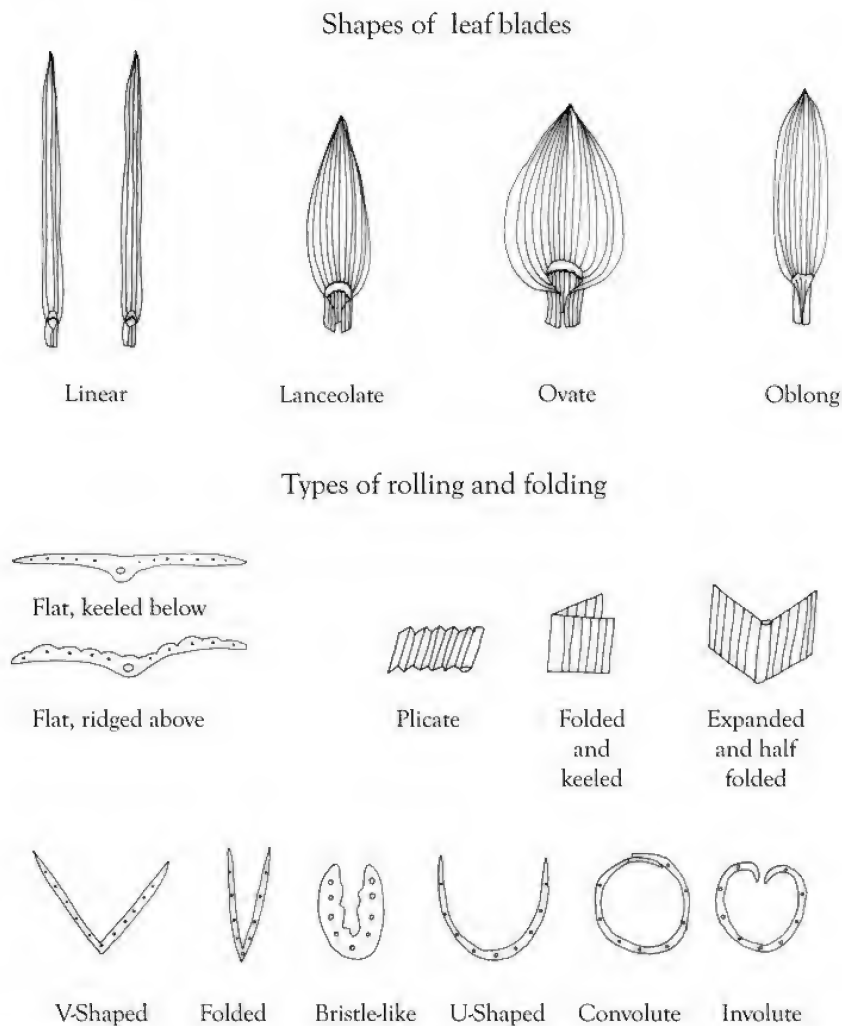 Shapes of leaf blades
Linear
Lanceolate
Ovate
Oblong
Types of rolling and folding
Flat, keeled below
Flat, ridged above
Plicate
Folded
and
keeled
Expanded
and half
folded
V-Shaped
Folded
Bristle-like
U-Shaped
Convolute
Involute